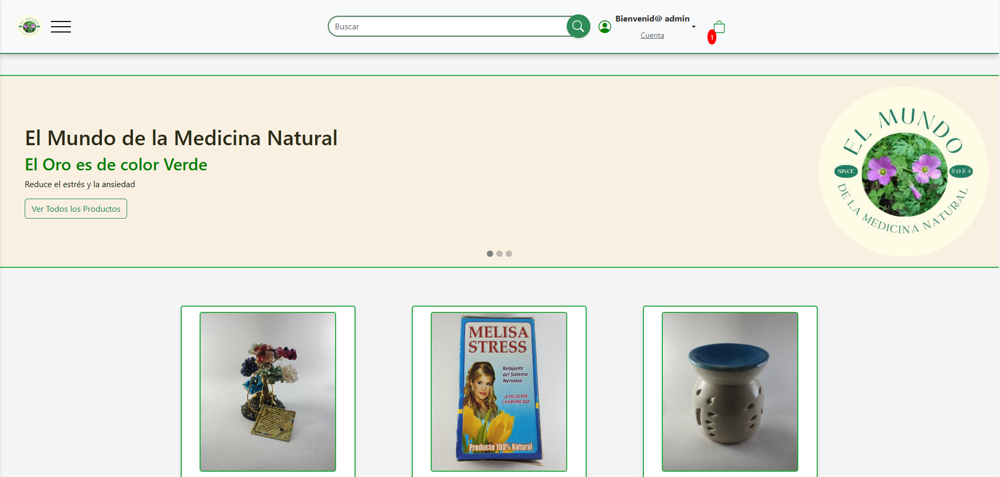 EL MUNDO
Buscar
Bienvenid@ admin
Cuenta
1
El Mundo de la Medicina Natural
El Oro es de color Verde
Reduce el estrés y la ansiedad
Ver Todos los Productos
EL MUNDO
SINCE
2024
DE LA MEDICINA NATURAL
MELISA
STRESS
Relajante
del Sistema
Nervioso
LA SALUD POR
LA NATURALEZA
Producto 100% Natural